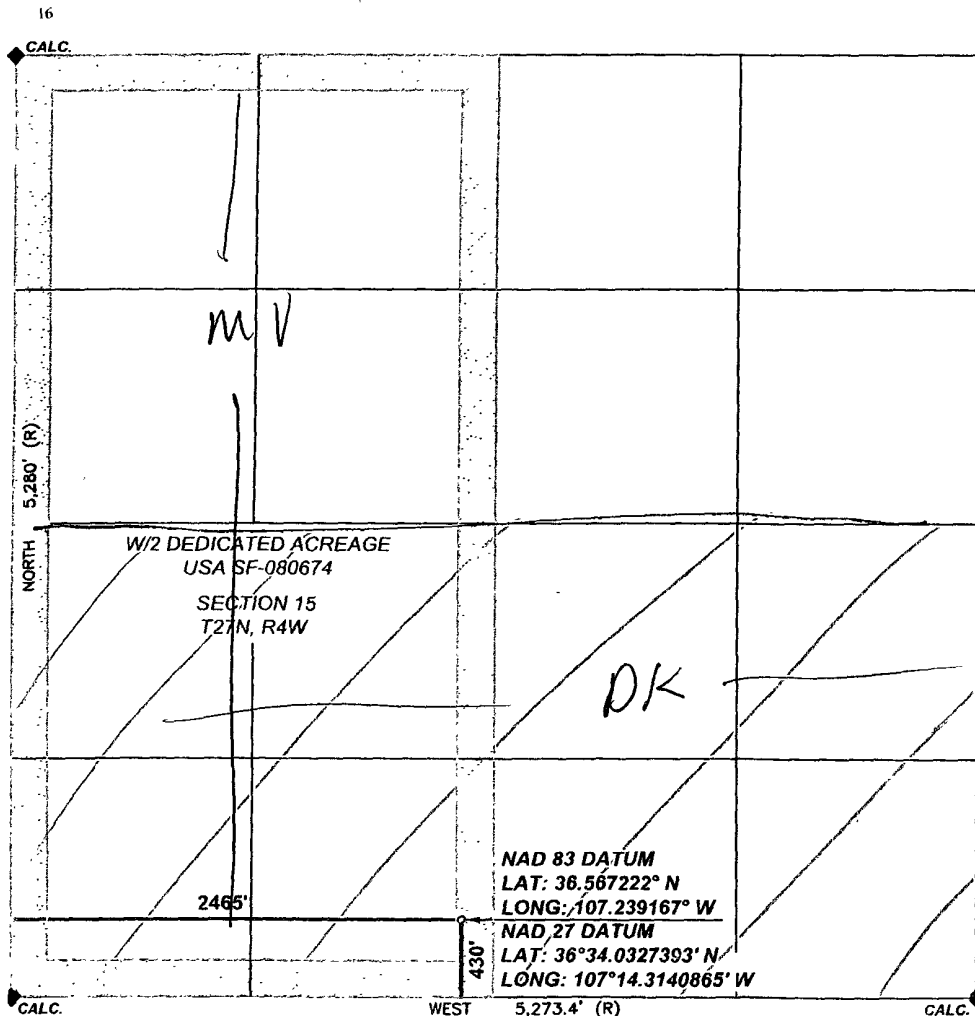 16
CALC.
M V
NORTH 5,280' (R)
W/2 DEDICATED ACREAGE
USA SF-080674
SECTION 15
T27N, R4W
DK
NAD 83 DATUM
LAT: 36.567222° N
LONG: 107.239167° W
NAD 27 DATUM
LAT: 36°34.0327393' N
LONG: 107°14.3140865' W
2465'
430'
CALC.
WEST 5,273.4' (R)
CALC.